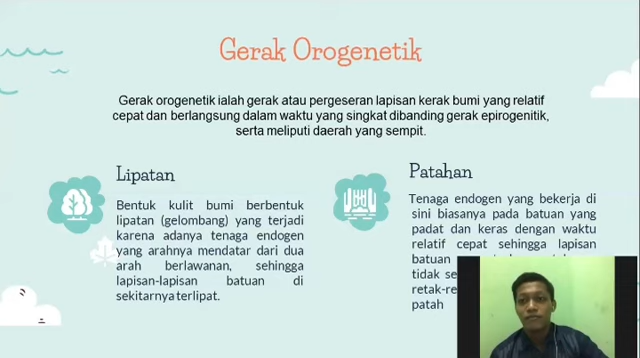 Gerak Orogenetik
Gerak orogenetik ialah gerak atau pergeseran lapisan kerak bumi yang relatif
cepat dan berlangsung dalam waktu yang singkat dibanding gerak epirogenitik,
serta meliputi daerah yang sempit.
Lipatan
Bentuk kulit bumi berbentuk
lipatan (gelombang) yang terjadi
karena adanya tenaga endogen
yang arahnya mendatar dari dua
arah berlawanan, sehingga
lapisan-lapisan batuan di
sekitarnya terlipat.
Patahan
Tenaga endogen yang bekerja di
sini biasanya pada batuan yang
padat dan keras dengan waktu
relatif cepat sehingga lapisan
batuan
tidak se
retak-re
patah